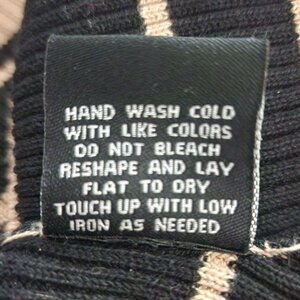 HAND WASH COLD
WITH LIKE COLORS
DO NOT BLEACH
RESHAPE AND LAY
FLAT TO DRY
TOUCH UP WITH LOW
IRON AS NEEDED